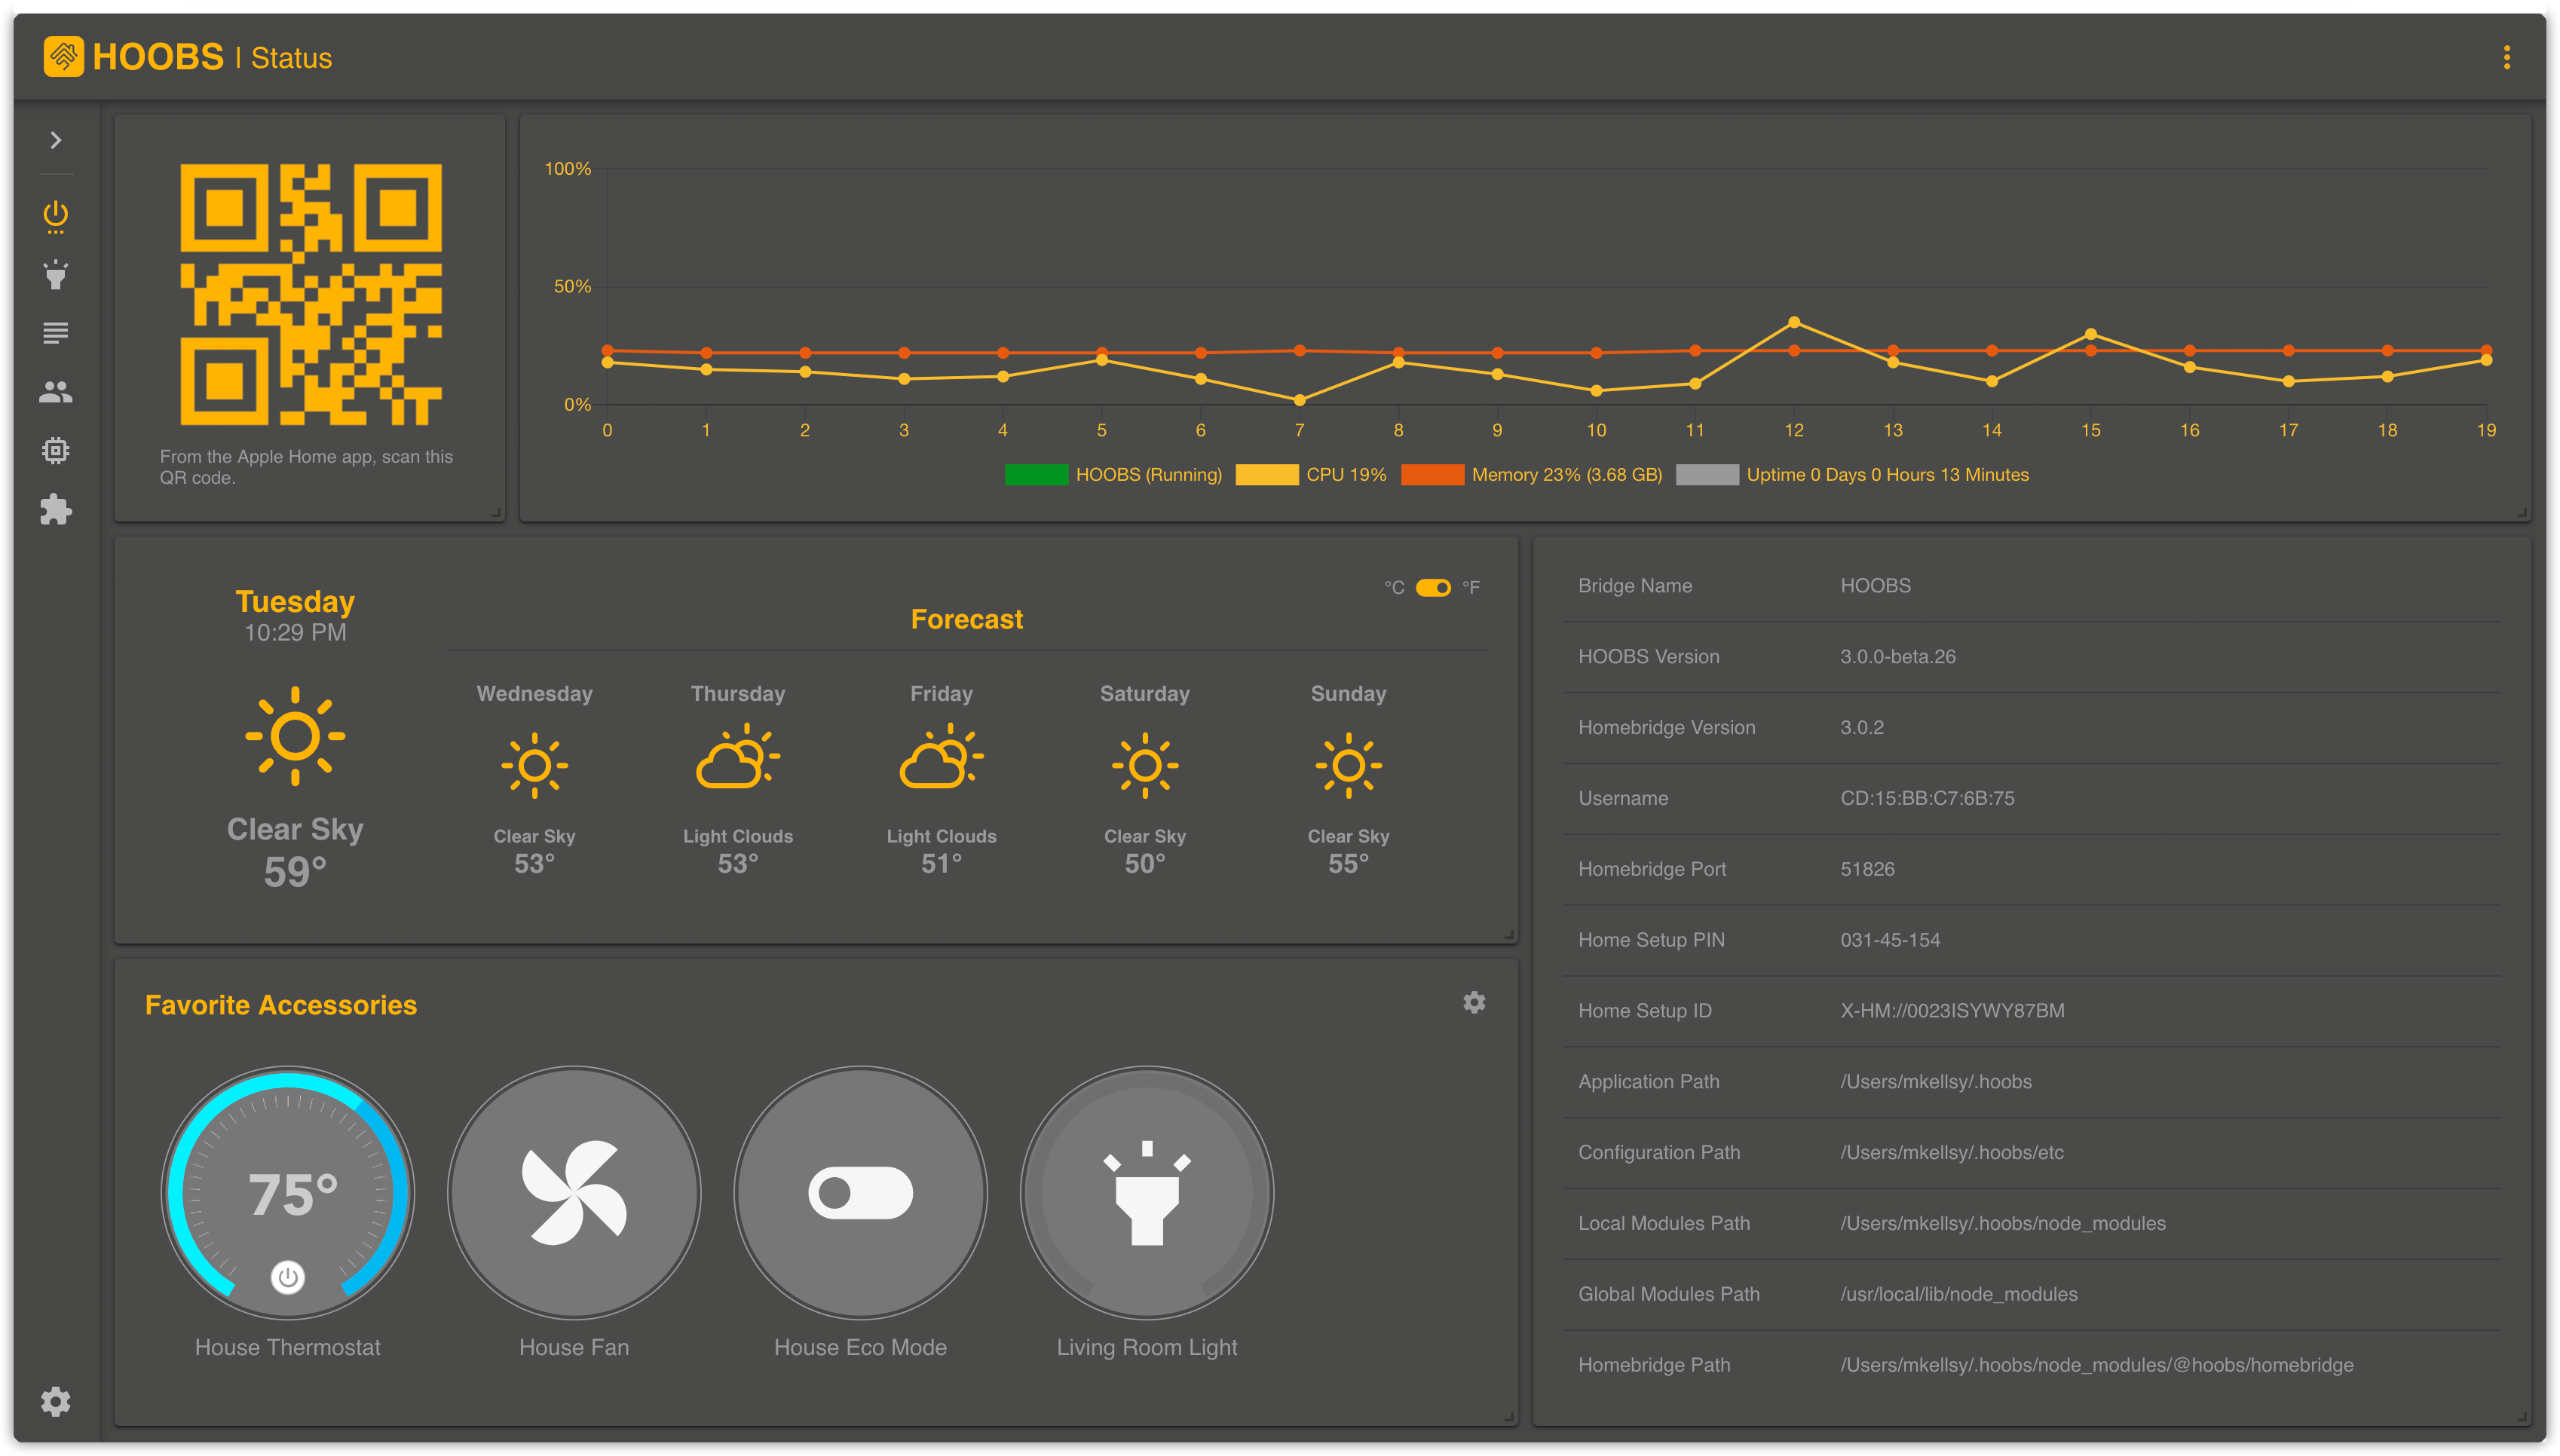 HOOBS | Status
From the Apple Home app, scan this
QR code.
100%
50%
0%
0 1 2 3 4 5 6 7 8 9 10 11 12 13 14 15 16 17 18 19
HOOBS (Running) CPU 19% Memory 23% (3.68 GB) Uptime 0 Days 0 Hours 13 Minutes
Tuesday
10:29 PM
Clear Sky
59°
°C °F
Forecast
Wednesday Thursday Friday Saturday Sunday
Clear Sky Light Clouds Light Clouds Clear Sky Clear Sky
53° 53° 51° 50° 55°
Favorite Accessories
75°
House Thermostat House Fan House Eco Mode Living Room Light
Bridge Name HOOBS
HOOBS Version 3.0.0-beta.26
Homebridge Version 3.0.2
Username CD:15:BB:C7:6B:75
Homebridge Port 51826
Home Setup PIN 031-45-154
Home Setup ID X-HM://0023ISYWY87BM
Application Path /Users/mkellsy/.hoobs
Configuration Path /Users/mkellsy/.hoobs/etc
Local Modules Path /Users/mkellsy/.hoobs/node_modules
Global Modules Path /usr/local/lib/node_modules
Homebridge Path /Users/mkellsy/.hoobs/node_modules/@hoobs/homebridge